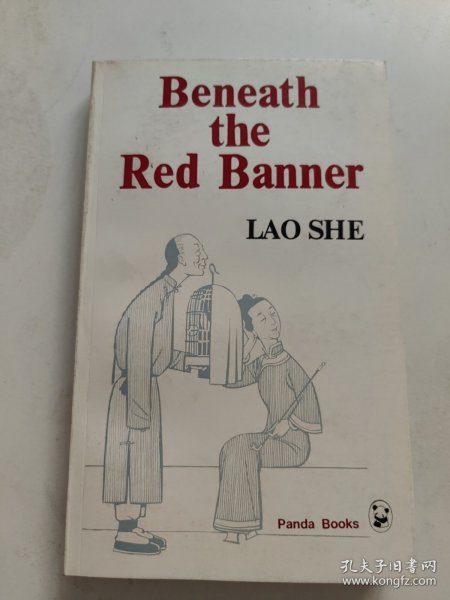 Beneath
the
Red Banner
LAO SHE
Panda Books
孔夫子旧书网
www.kongfz.com